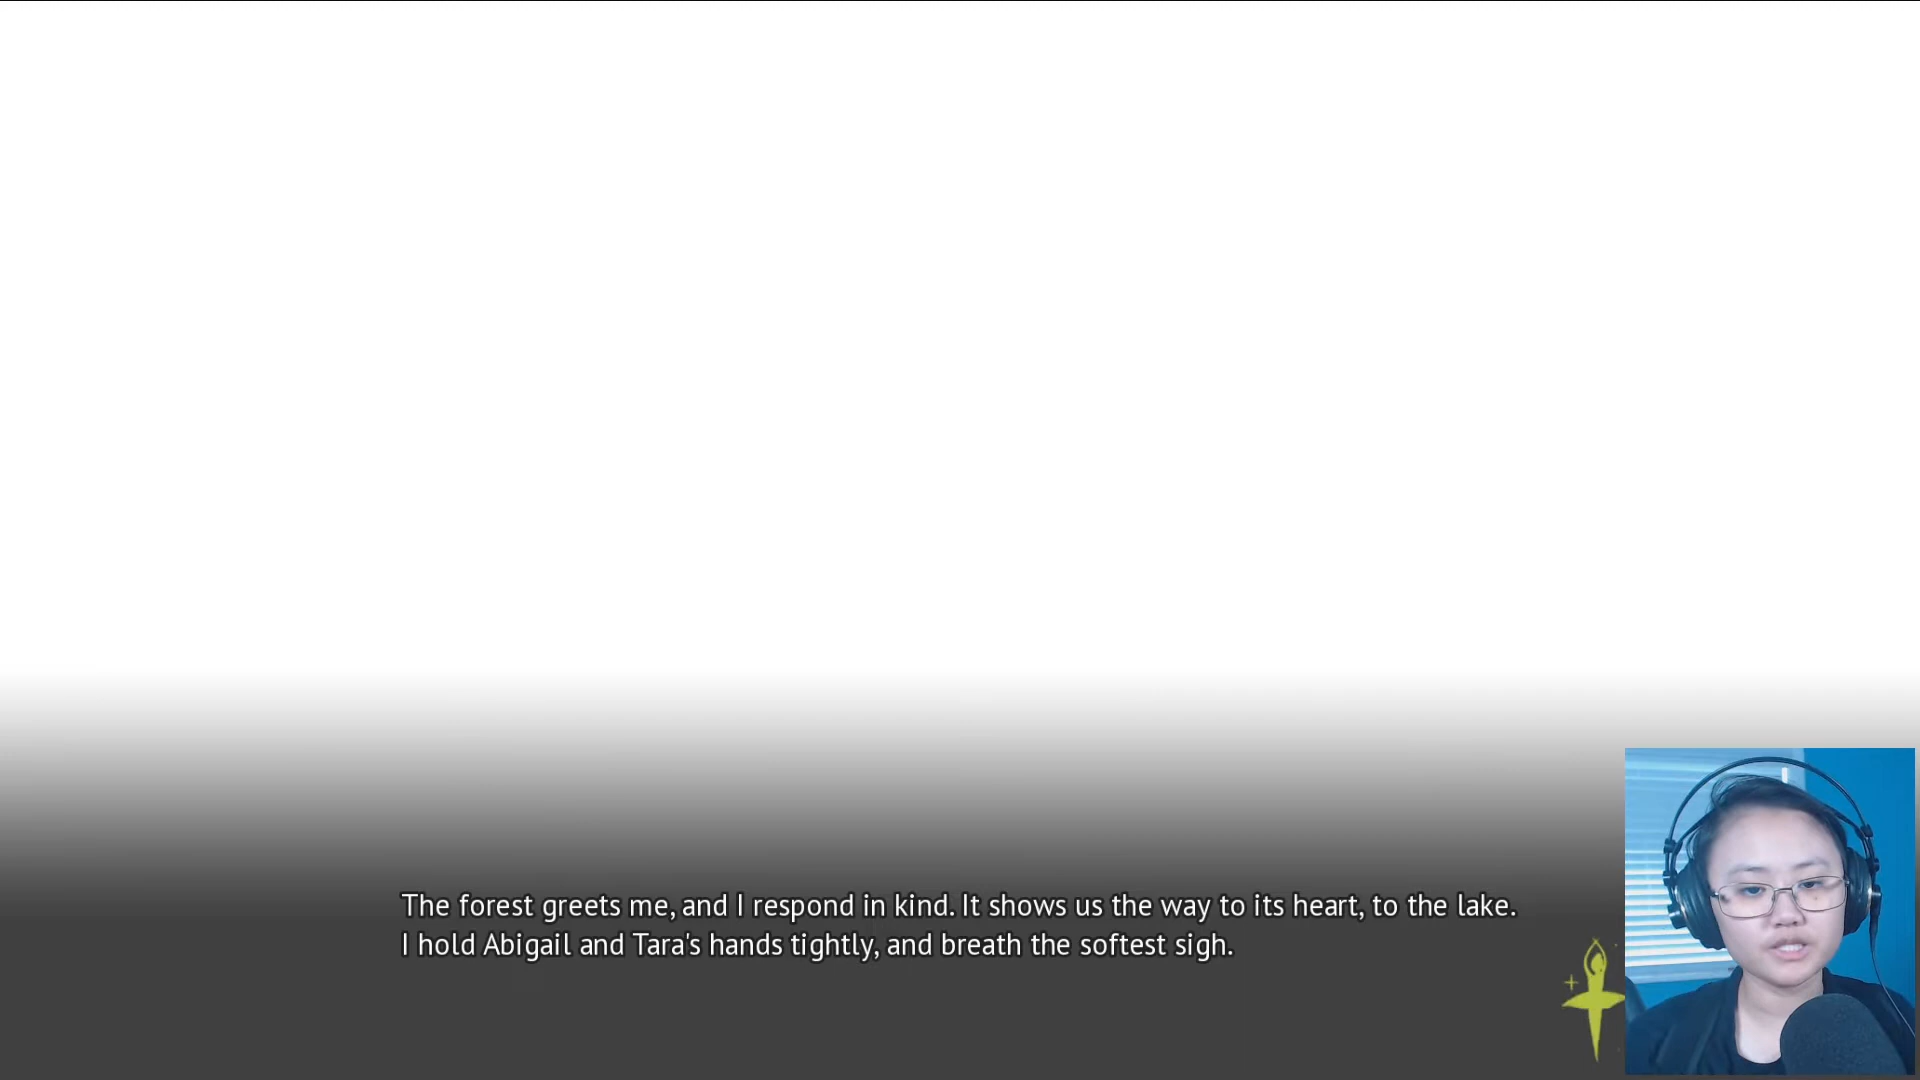 The forest greets me, and I respond in kind. It shows us the way to its heart, to the lake.
I hold Abigail and Tara's hands tightly, and breath the softest sigh.